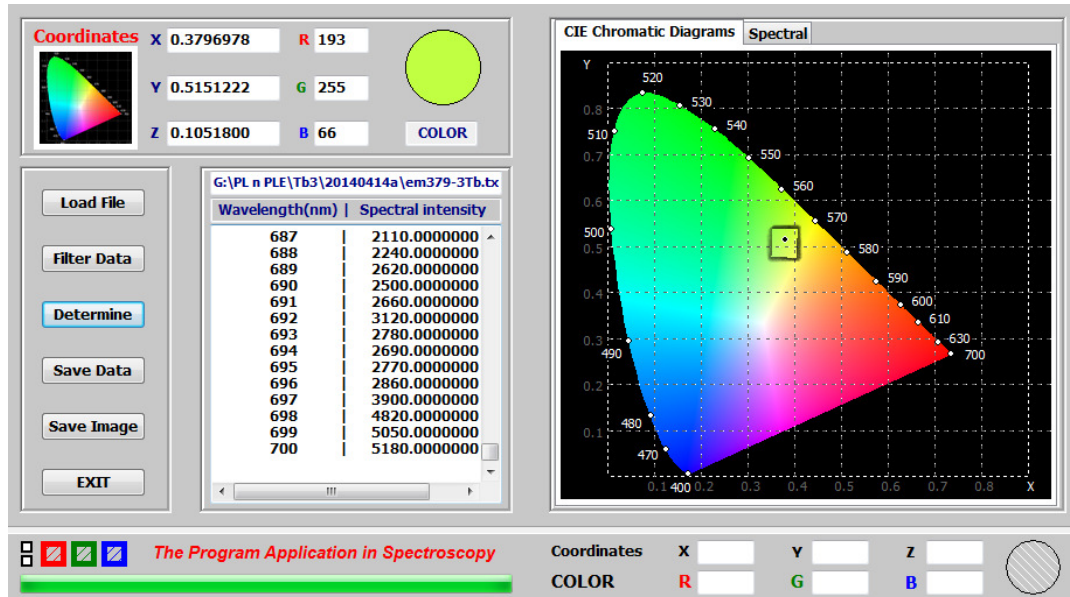 Coordinates X 0.3796978 R 193
Y 0.5151222 G 255
Z 0.1051800 B 66 COLOR
Load File
Filter Data
Determine
Save Data
Save Image
EXIT
G:\PL n PLE\Tb3\20140414a\em379-3Tb.tx
Wavelength(nm) | Spectral intensity
687 | 2110.0000000
688 | 2240.0000000
689 | 2620.0000000
690 | 2500.0000000
691 | 2660.0000000
692 | 3120.0000000
693 | 2780.0000000
694 | 2690.0000000
695 | 2770.0000000
696 | 2860.0000000
697 | 3900.0000000
698 | 4820.0000000
699 | 5050.0000000
700 | 5180.0000000
CIE Chromatic Diagrams Spectral
Y
520
530
0.8
540
510
0.7
550
560
0.6
570
500
0.5
580
590
0.4
600
610
0.3
630
490
700
0.2
480
0.1
470
0.1 400 0.2 0.3 0.4 0.5 0.6 0.7 0.8 X
The Program Application in Spectroscopy
Coordinates X Y Z
COLOR R G B